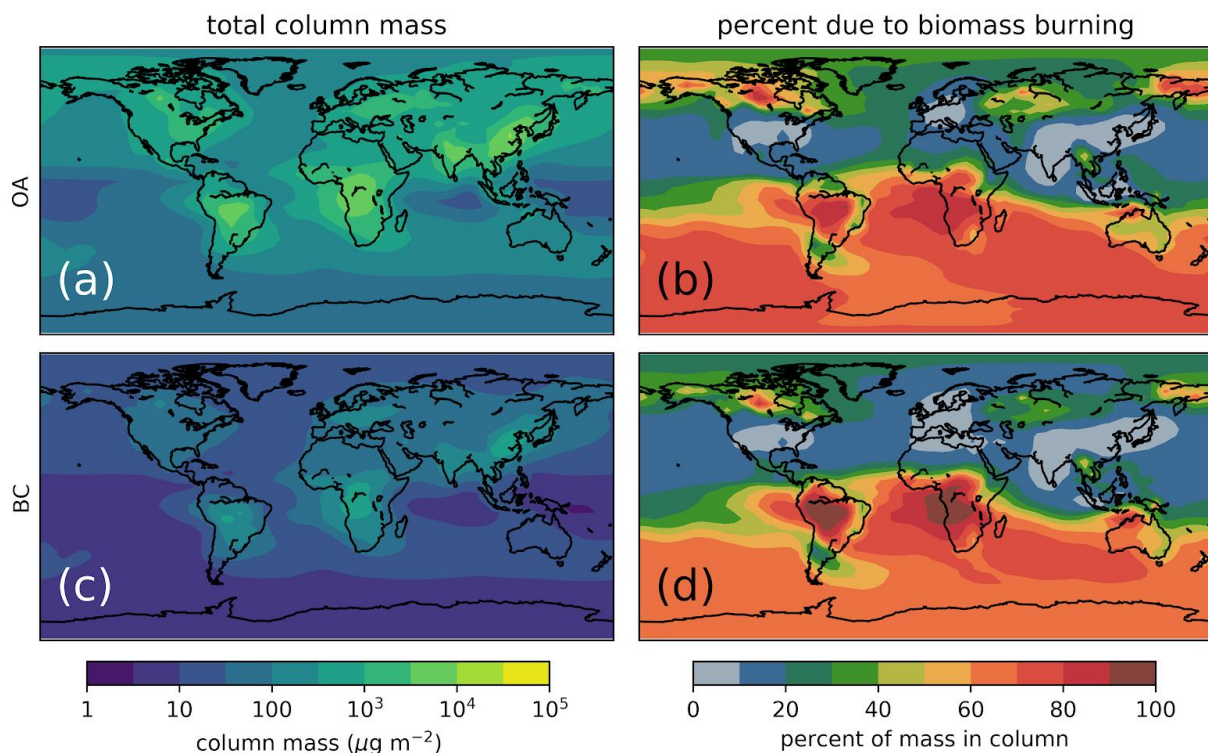 total column mass
percent due to biomass burning
OA
(a)
(b)
BC
(c)
(d)
1 10 100 10³ 10⁴ 10⁵
column mass (μg m⁻²)
0 20 40 60 80 100
percent of mass in column